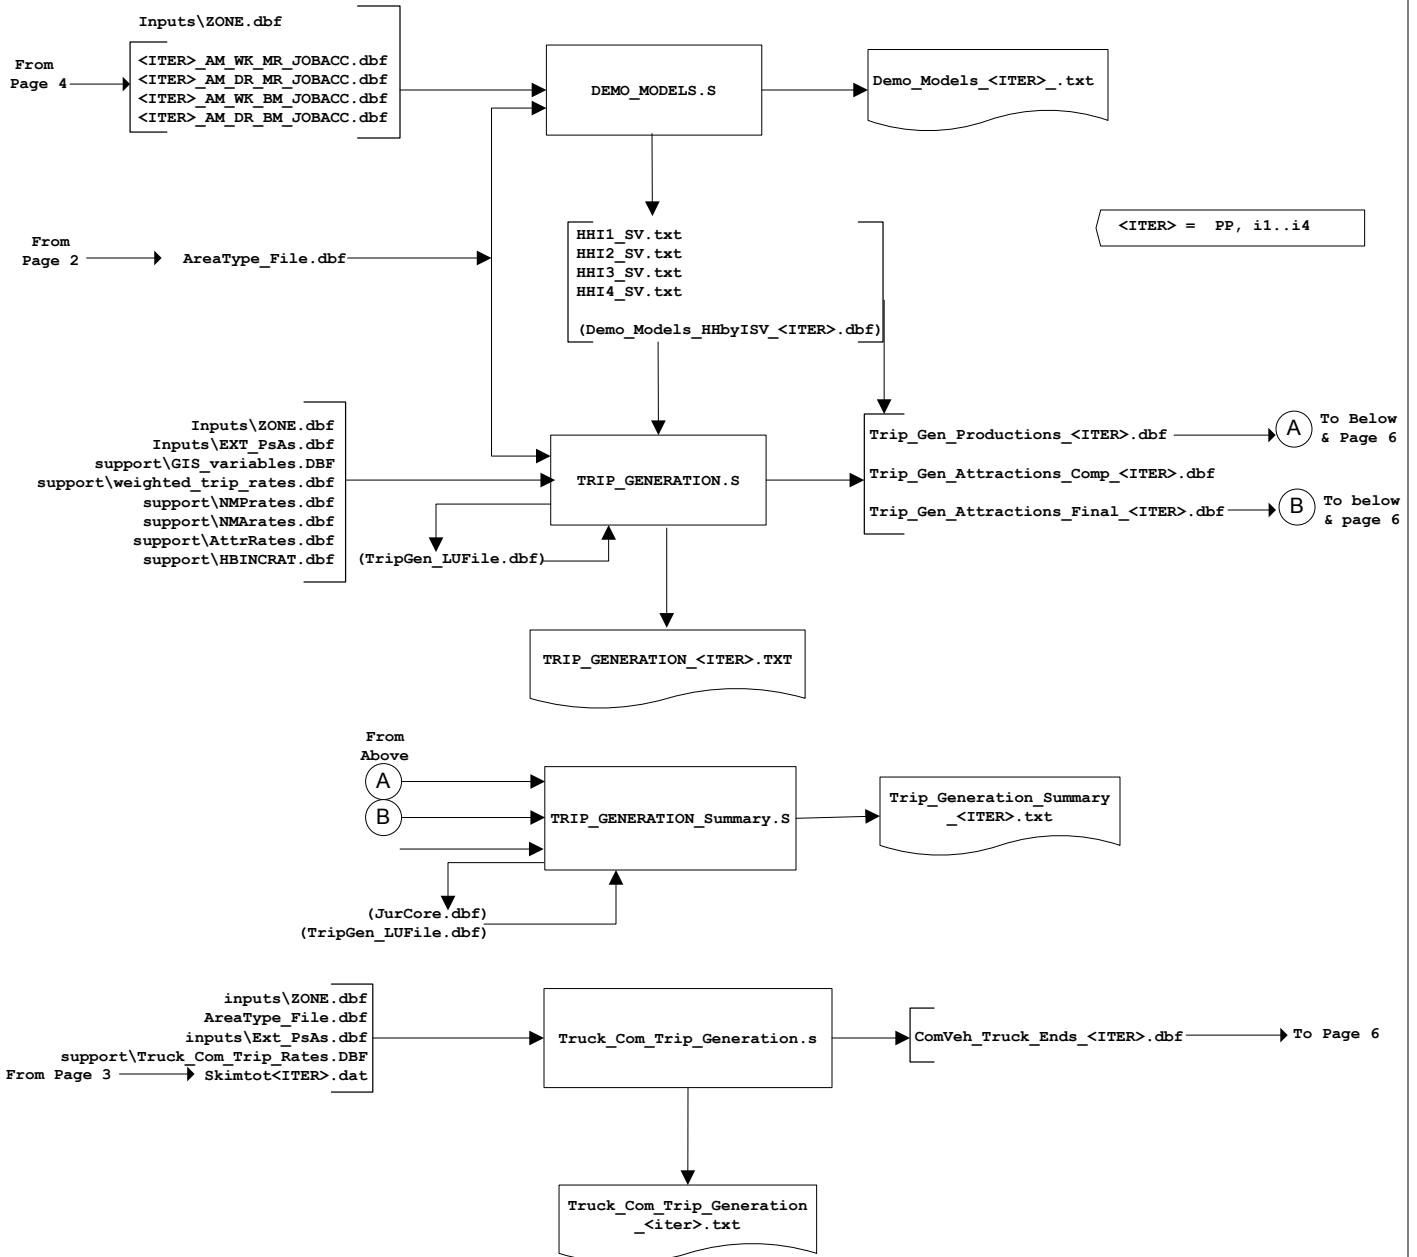 Inputs\ZONE.dbf
From
Page 4
<ITER>_AM_WK_MR_JOBACC.dbf
<ITER>_AM_DR_MR_JOBACC.dbf
<ITER>_AM_WK_BM_JOBACC.dbf
<ITER>_AM_DR_BM_JOBACC.dbf
DEMO_MODELS.S
Demo_Models_<ITER>_.txt
<ITER> = PP, i1..i4
From
Page 2
AreaType_File.dbf
HHI1_SV.txt
HHI2_SV.txt
HHI3_SV.txt
HHI4_SV.txt
(Demo_Models_HHbyISV_<ITER>.dbf)
Inputs\ZONE.dbf
Inputs\EXT_PsAs.dbf
support\GIS_variables.DBF
support\weighted_trip_rates.dbf
support\NMPrates.dbf
support\NMArates.dbf
support\AttrRates.dbf
support\HBINCRAT.dbf
(TripGen_LUFile.dbf)
TRIP_GENERATION.S
Trip_Gen_Productions_<ITER>.dbf
A
To Below
& Page 6
Trip_Gen_Attractions_Comp_<ITER>.dbf
Trip_Gen_Attractions_Final_<ITER>.dbf
B
To below
& page 6
TRIP_GENERATION_<ITER>.TXT
From
Above
A
B
TRIP_GENERATION_Summary.S
Trip_Generation_Summary
_<ITER>.txt
(JurCore.dbf)
(TripGen_LUFile.dbf)
inputs\ZONE.dbf
AreaType_File.dbf
inputs\Ext_PsAs.dbf
support\Truck_Com_Trip_Rates.DBF
From Page 3
Skimtot<ITER>.dat
Truck_Com_Trip_Generation.s
ComVeh_Truck_Ends_<ITER>.dbf
To Page 6
Truck_Com_Trip_Generation
_<iter>.txt